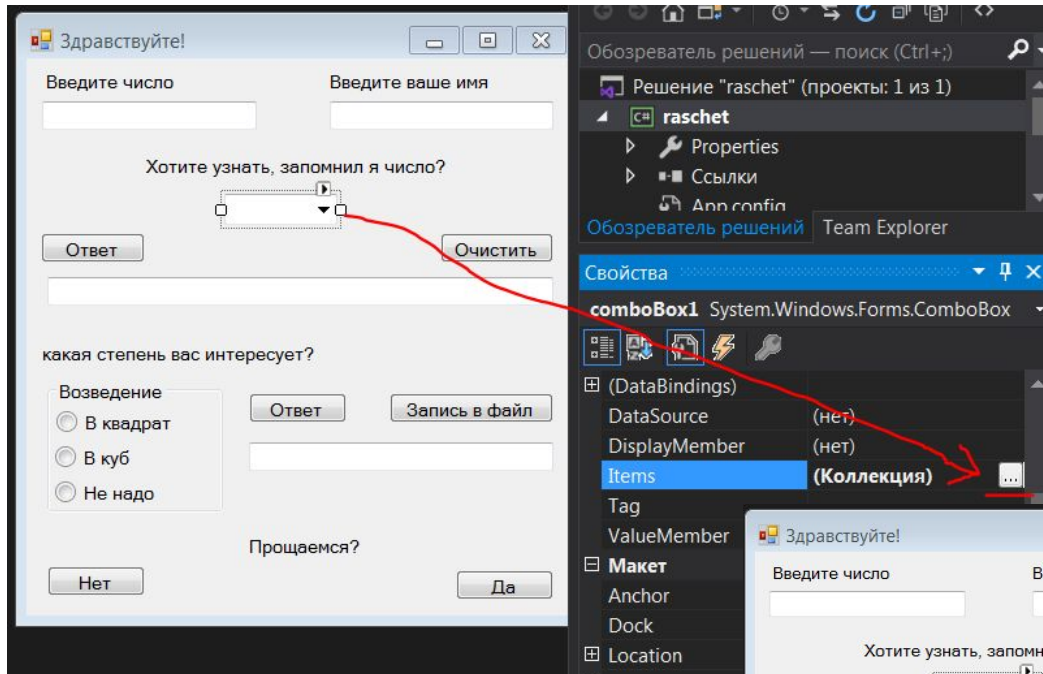 Здравствуйте!
Введите число
Введите ваше имя
Хотите узнать, запомнил я число?
Ответ
Очистить
какая степень вас интересует?
Возведение
В квадрат
В куб
Не надо
Ответ
Запись в файл
Прощаемся?
Нет
Да
Обозреватель решений — поиск (Ctrl+;)
Решение "raschet" (проекты: 1 из 1)
C# raschet
Properties
Ссылки
App.config
Обозреватель решений Team Explorer
Свойства
comboBox1 System.Windows.Forms.ComboBox
(DataBindings)
DataSource (нет)
DisplayMember (нет)
Items (Коллекция) ...
Tag
ValueMember
Макет
Anchor
Dock
Location
Здравствуйте!
Введите число
В
Хотите узнать, запомн